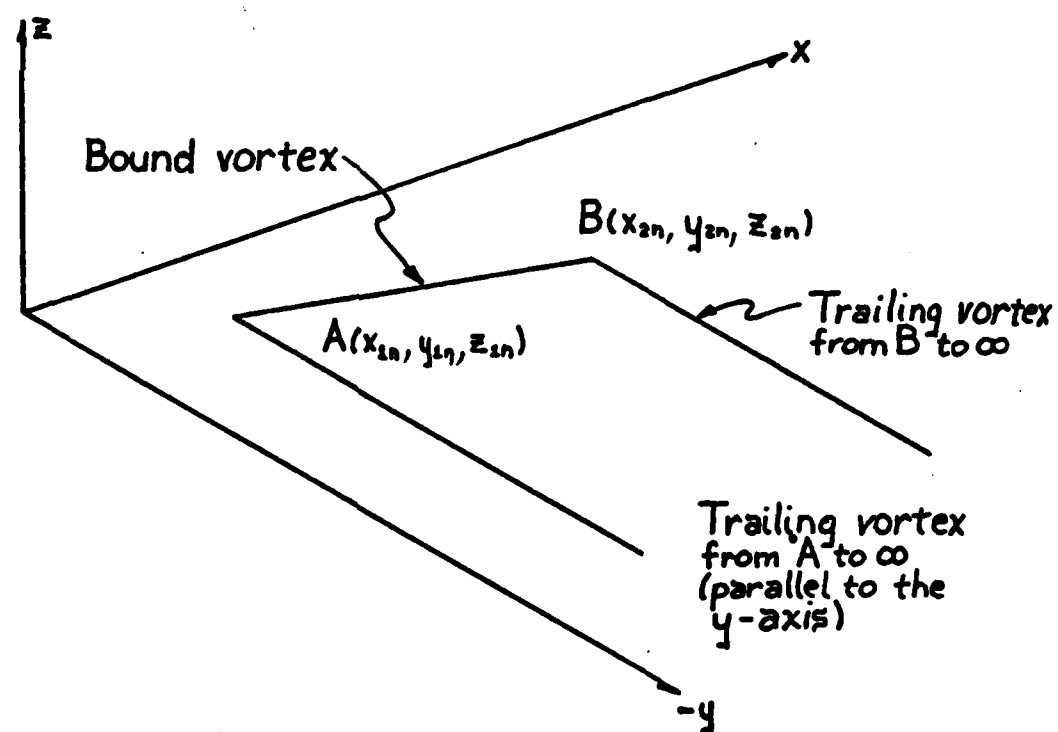 z
x
Bound vortex
B(x₂ₙ, y₂ₙ, z₂ₙ)
Trailing vortex
from B to ∞
A(x₁ₙ, y₁ₙ, z₁ₙ)
Trailing vortex
from A to ∞
(parallel to the
y-axis)
-y